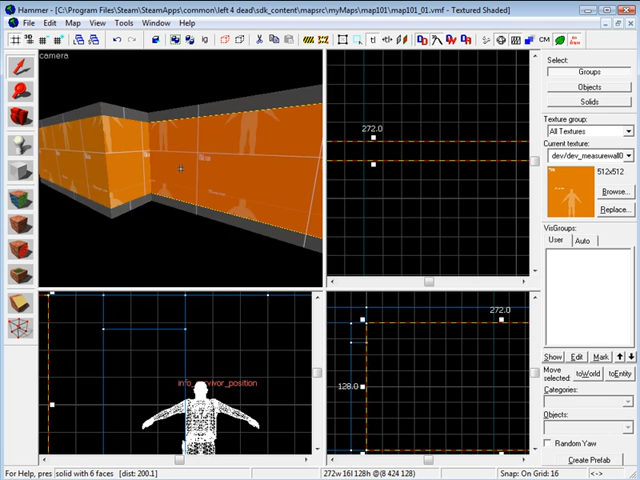 Hammer - [C:\Program Files\Steam\SteamApps\common\left 4 dead\sdk_content\mapsrc\myMaps\map101\map101_01.vmf - Textured Shaded]
File Edit Map View Tools Window Help
camera
272.0
272.0
128.0
Select:
Groups
Objects
Solids
Texture group:
All Textures
Current texture:
dev/dev_measurewall0
512x512
Browse...
Replace...
VisGroups:
User Auto
Show Edit Mark
Move selected:
toWorld toEntity
Categories:
Objects:
Random Yaw
Create Prefab
For Help, pres solid with 6 faces [dist: 200.1] 272w 16l 128h @(8 424 128) Snap: On Grid: 16 <->